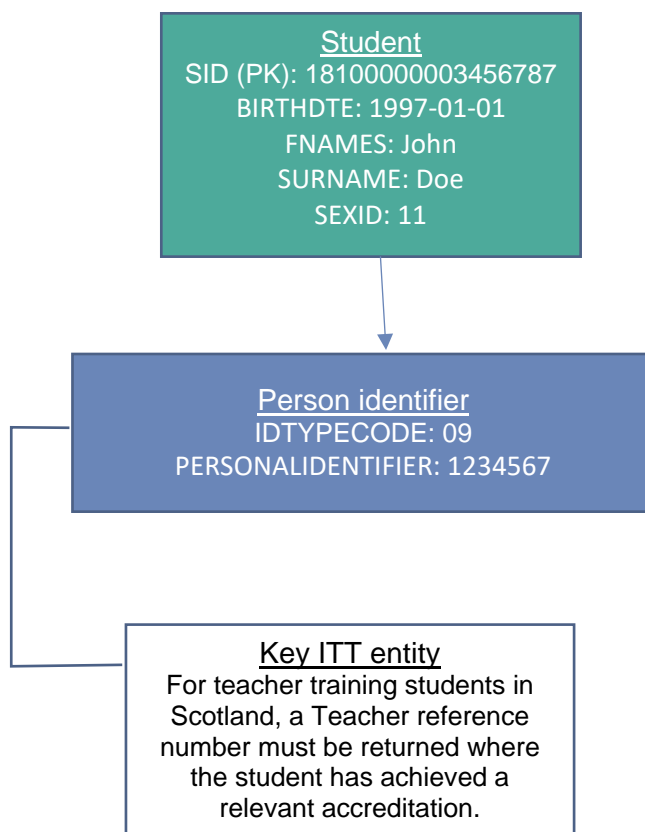 Student
SID (PK): 18100000003456787
BIRTHDTE: 1997-01-01
FNAMES: John
SURNAME: Doe
SEXID: 11
Person identifier
IDTYPECODE: 09
PERSONALIDENTIFIER: 1234567
Key ITT entity
For teacher training students in
Scotland, a Teacher reference
number must be returned where
the student has achieved a
relevant accreditation.